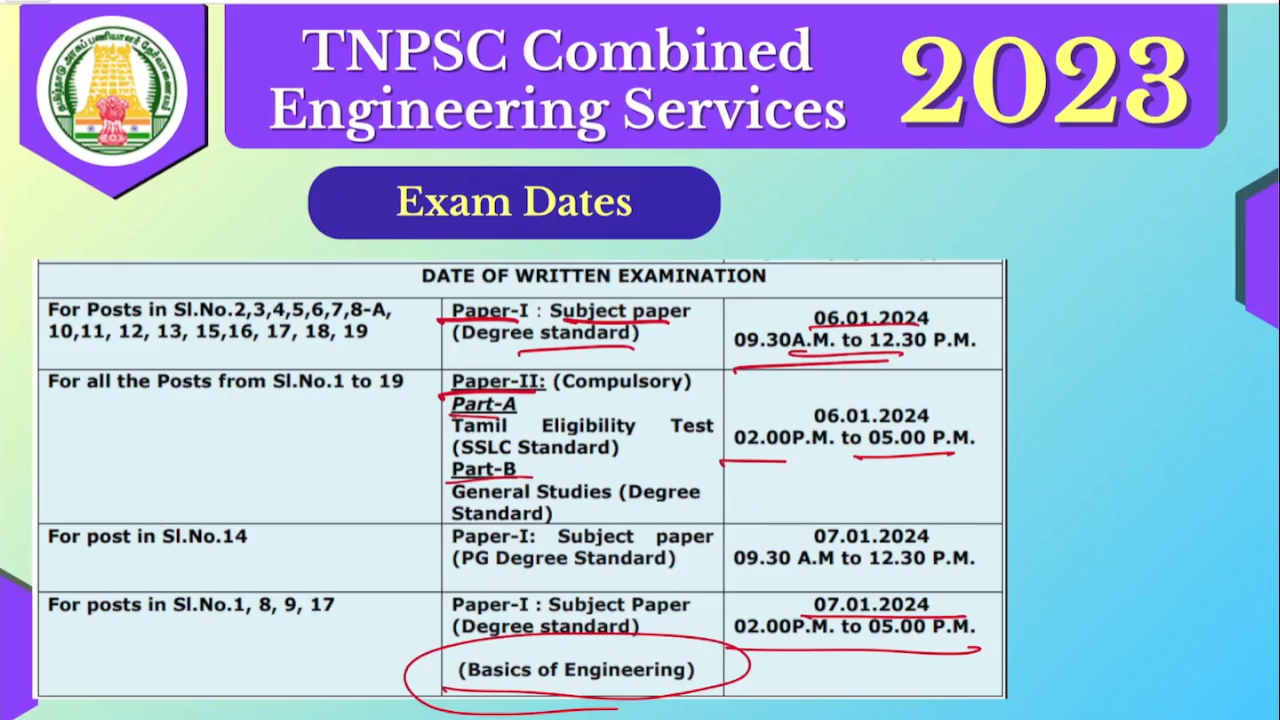 TNPSC Combined
Engineering Services
2023
Exam Dates
DATE OF WRITTEN EXAMINATION
For Posts in Sl.No.2,3,4,5,6,7,8-A,
10,11, 12, 13, 15,16, 17, 18, 19
Paper-I : Subject paper
(Degree standard)
06.01.2024
09.30A.M. to 12.30 P.M.
For all the Posts from Sl.No.1 to 19
Paper-II: (Compulsory)
Part-A
Tamil Eligibility Test
(SSLC Standard)
Part-B
General Studies (Degree
Standard)
06.01.2024
02.00P.M. to 05.00 P.M.
For post in Sl.No.14
Paper-I: Subject paper
(PG Degree Standard)
07.01.2024
09.30 A.M to 12.30 P.M.
For posts in Sl.No.1, 8, 9, 17
Paper-I : Subject Paper
(Degree standard)
(Basics of Engineering)
07.01.2024
02.00P.M. to 05.00 P.M.